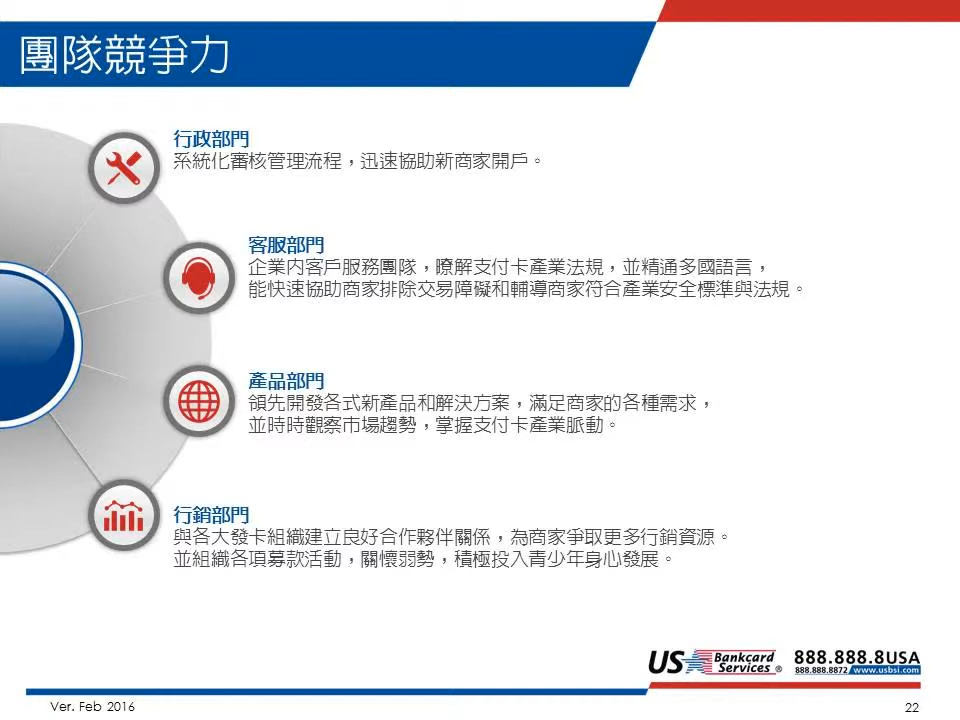 團隊競爭力
行政部門
系統化審核管理流程，迅速協助新商家開戶。
客服部門
企業内客戶服務團隊，瞭解支付卡產業法規，並精通多國語言，
能快速協助商家排除交易障礙和輔導商家符合產業安全標準與法規。
產品部門
領先開發各式新產品和解決方案，滿足商家的各種需求，
並時時觀察市場趨勢，掌握支付卡產業脈動。
行銷部門
與各大發卡組織建立良好合作夥伴關係，為商家爭取更多行銷資源。
並組織各項募款活動，關懷弱勢，積極投入青少年身心發展。
US Bankcard Services ®
888.888.8USA
888.888.8872 www.usbsi.com
Ver. Feb 2016
22